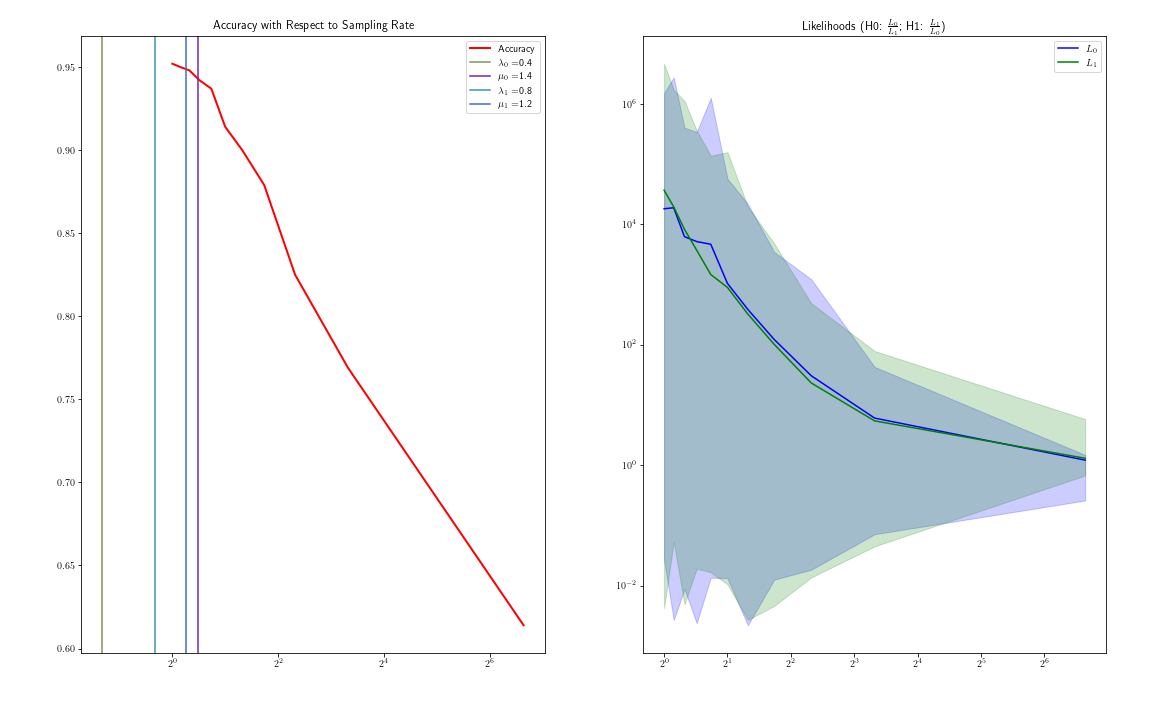 Accuracy with Respect to Sampling Rate
Accuracy
λ₀ =0.4
μ₀ =1.4
λ₁ =0.8
μ₁ =1.2
0.95
0.90
0.85
0.80
0.75
0.70
0.65
0.60
2⁰ 2² 2⁴ 2⁶
Likelihoods (H0: L₀/L₁; H1: L₁/L₀)
L₀
L₁
10⁶
10⁴
10²
10⁰
10⁻²
2⁰ 2¹ 2² 2³ 2⁴ 2⁵ 2⁶